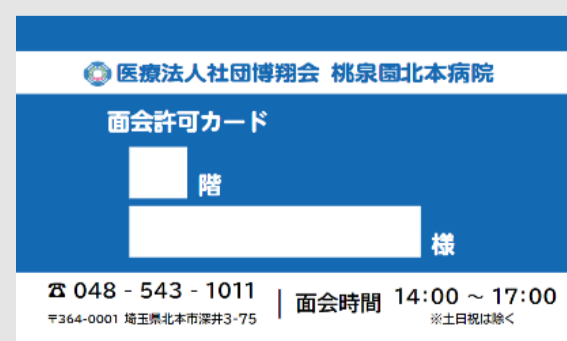 医療法人社団博翔会 桃泉園北本病院
面会許可カード
階
様
☎ 048 - 543 - 1011
〒364-0001 埼玉県北本市深井3-75
面会時間 14:00 ~ 17:00
※土日祝は除く